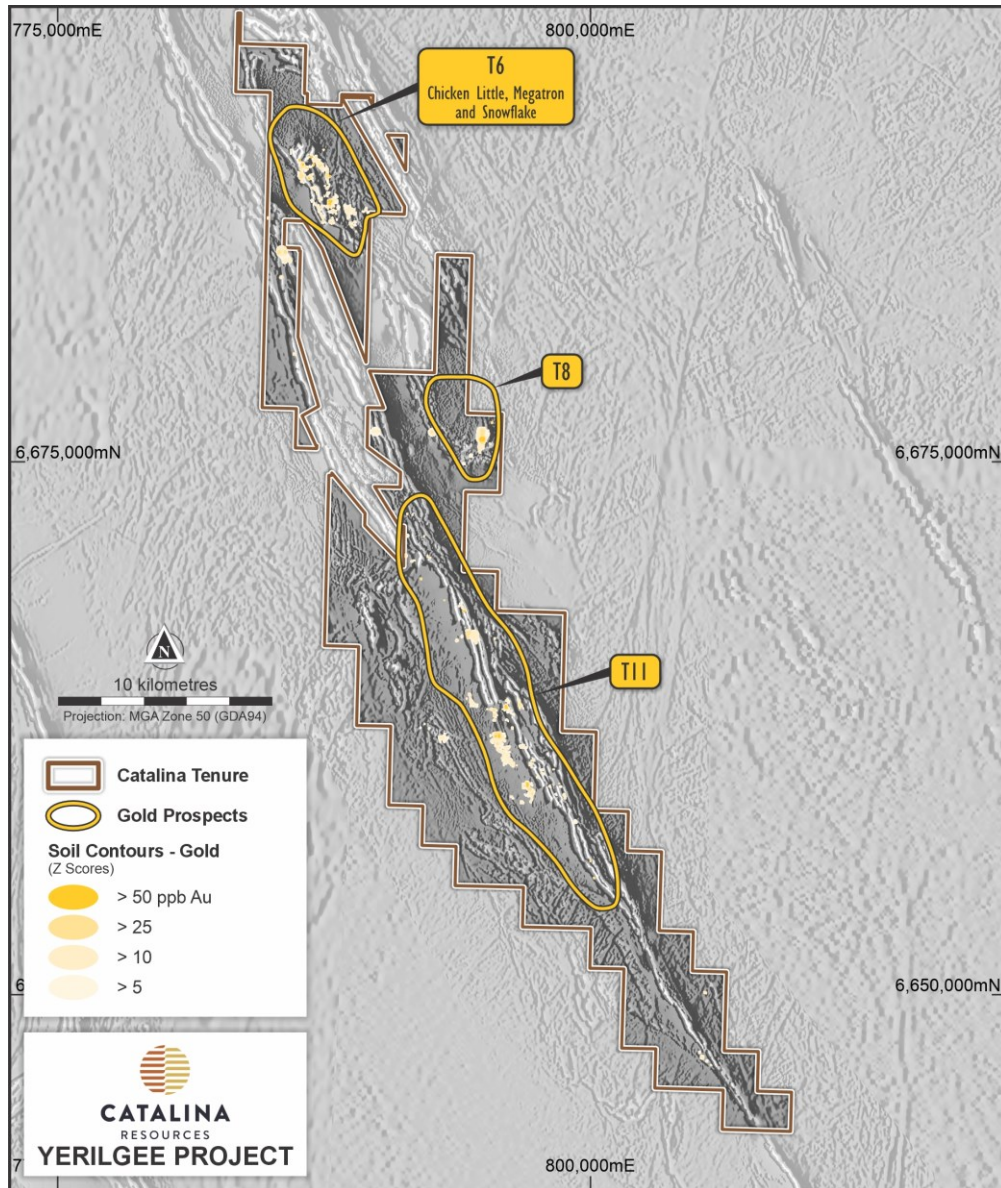 775,000mE
800,000mE
T6
Chicken Little, Megatron
and Snowflake
T8
6,675,000mN
6,675,000mN
N
10 kilometres
Projection: MGA Zone 50 (GDA94)
T11
Catalina Tenure
Gold Prospects
Soil Contours - Gold
(Z Scores)
> 50 ppb Au
> 25
> 10
> 5
6,650,000mN
CATALINA
RESOURCES
YERILGEE PROJECT
800,000mE